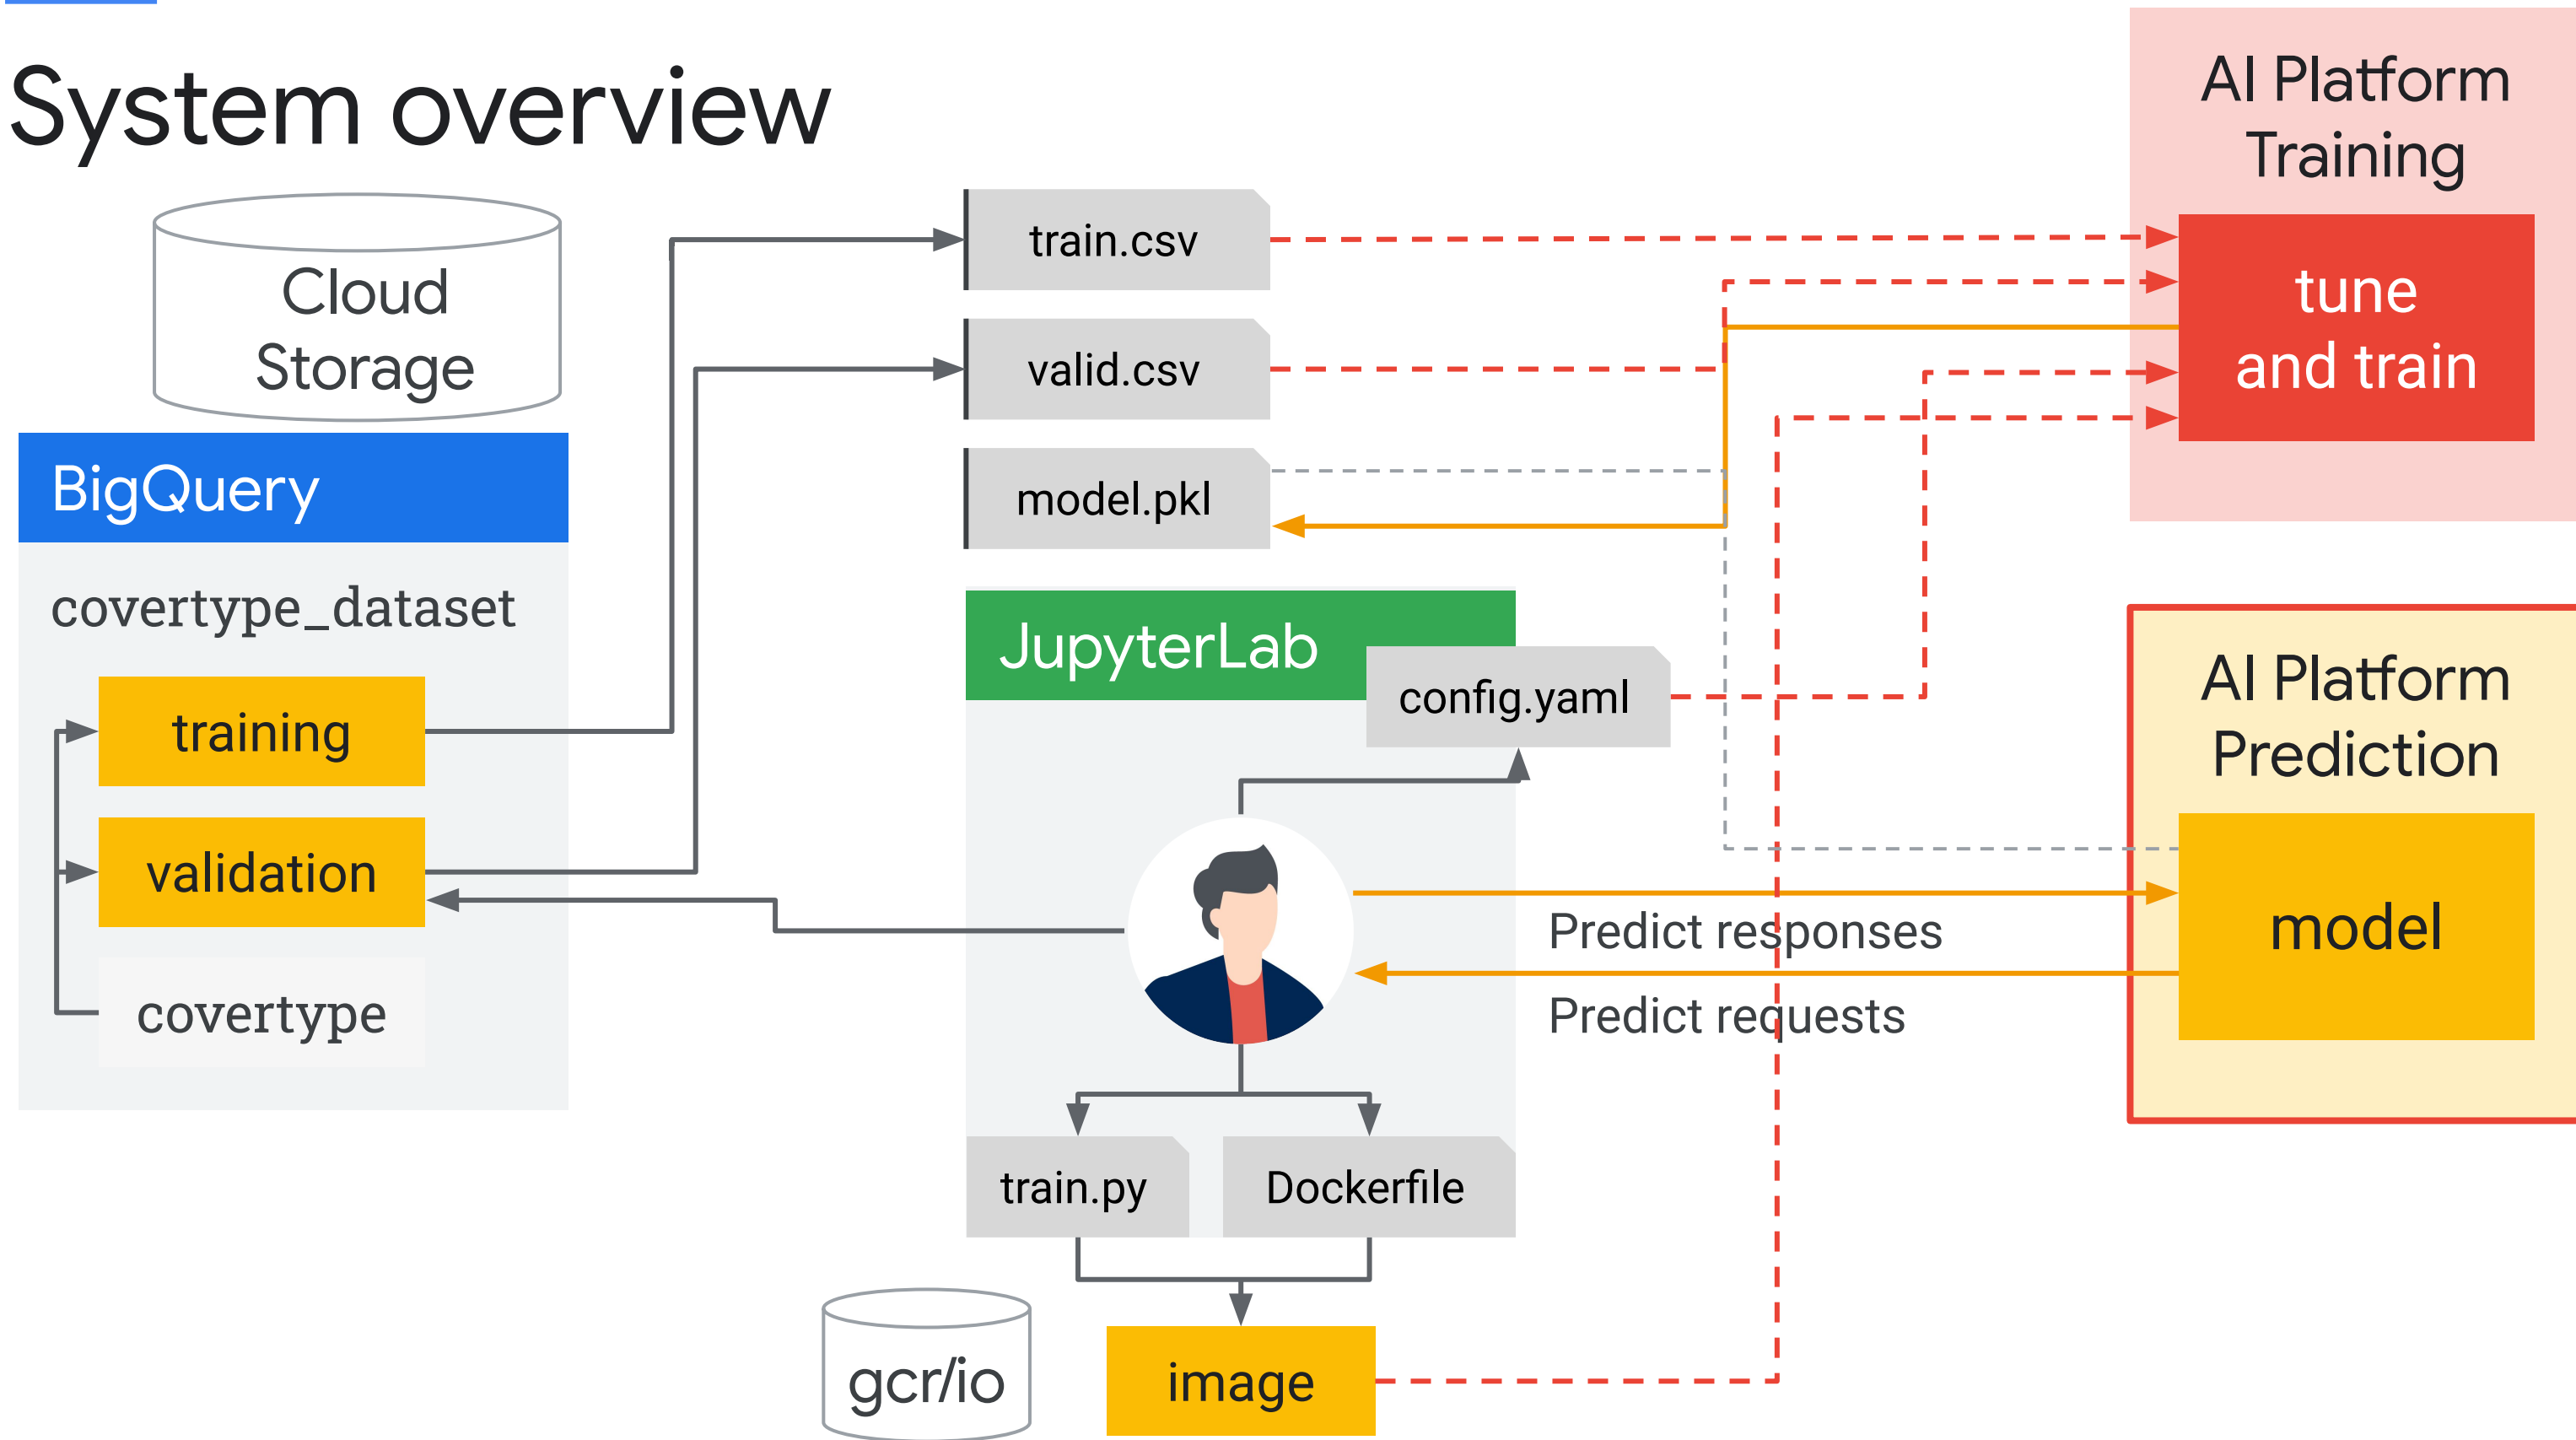 System overview
Cloud
Storage
BigQuery
covertype_dataset
training
validation
covertype
train.csv
valid.csv
model.pkl
JupyterLab
config.yaml
train.py
Dockerfile
gcr/io
image
Predict responses
Predict requests
AI Platform
Training
tune
and train
AI Platform
Prediction
model